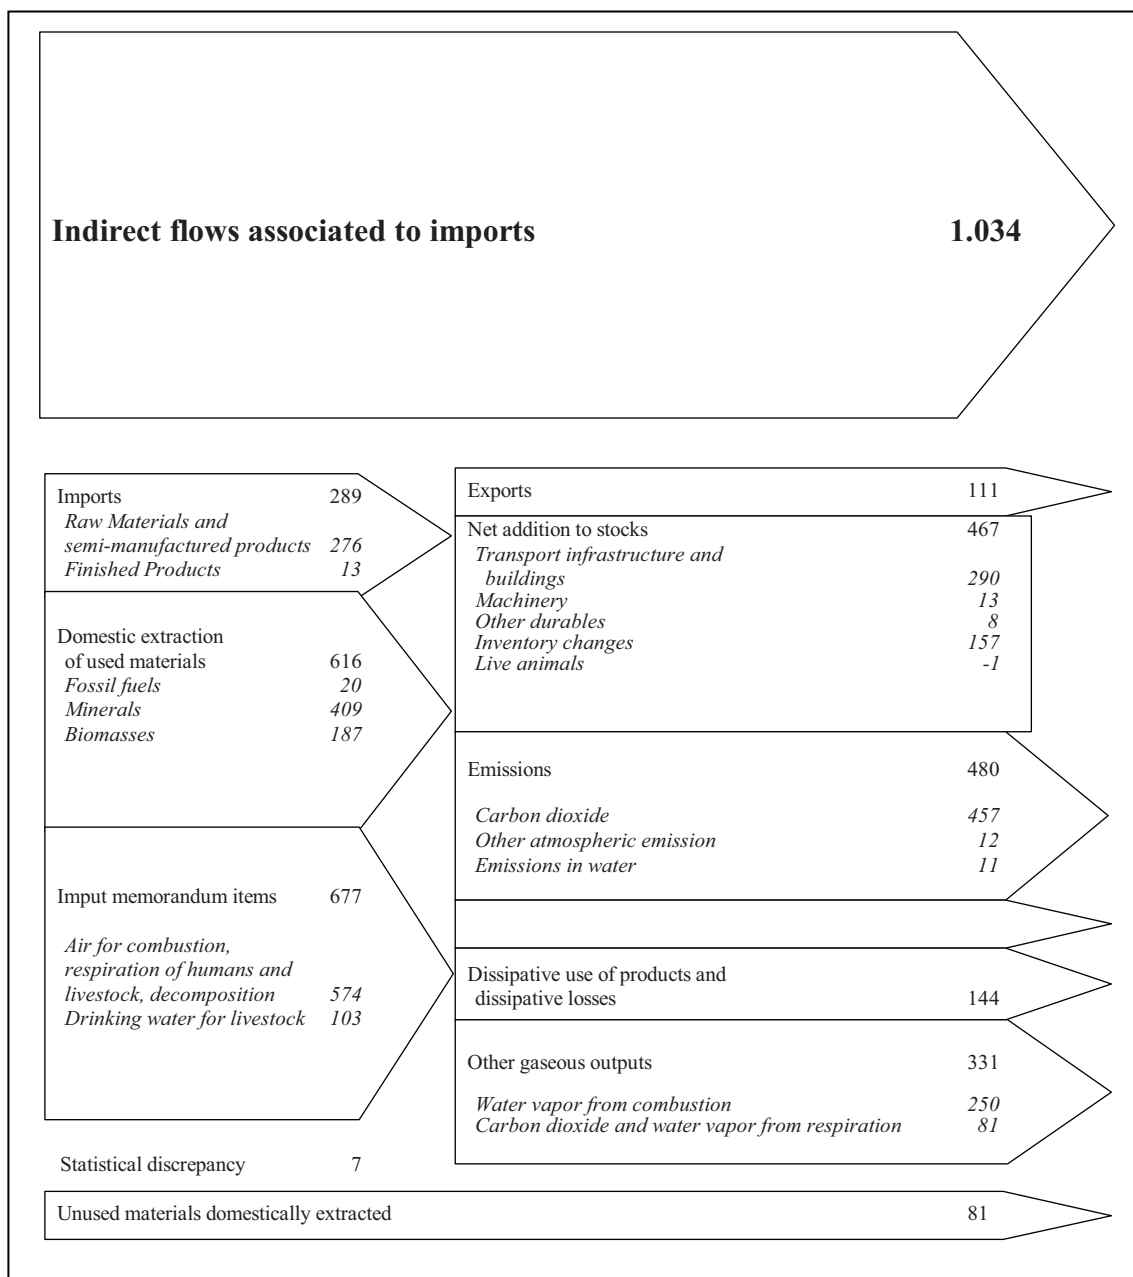 Indirect flows associated to imports 1.034
Imports 289
Raw Materials and
semi-manufactured products 276
Finished Products 13
Domestic extraction
of used materials 616
Fossil fuels 20
Minerals 409
Biomasses 187
Imput memorandum items 677
Air for combustion,
respiration of humans and
livestock, decomposition 574
Drinking water for livestock 103
Statistical discrepancy 7
Exports 111
Net addition to stocks 467
Transport infrastructure and
buildings 290
Machinery 13
Other durables 8
Inventory changes 157
Live animals -1
Emissions 480
Carbon dioxide 457
Other atmospheric emission 12
Emissions in water 11
Dissipative use of products and
dissipative losses 144
Other gaseous outputs 331
Water vapor from combustion 250
Carbon dioxide and water vapor from respiration 81
Unused materials domestically extracted 81